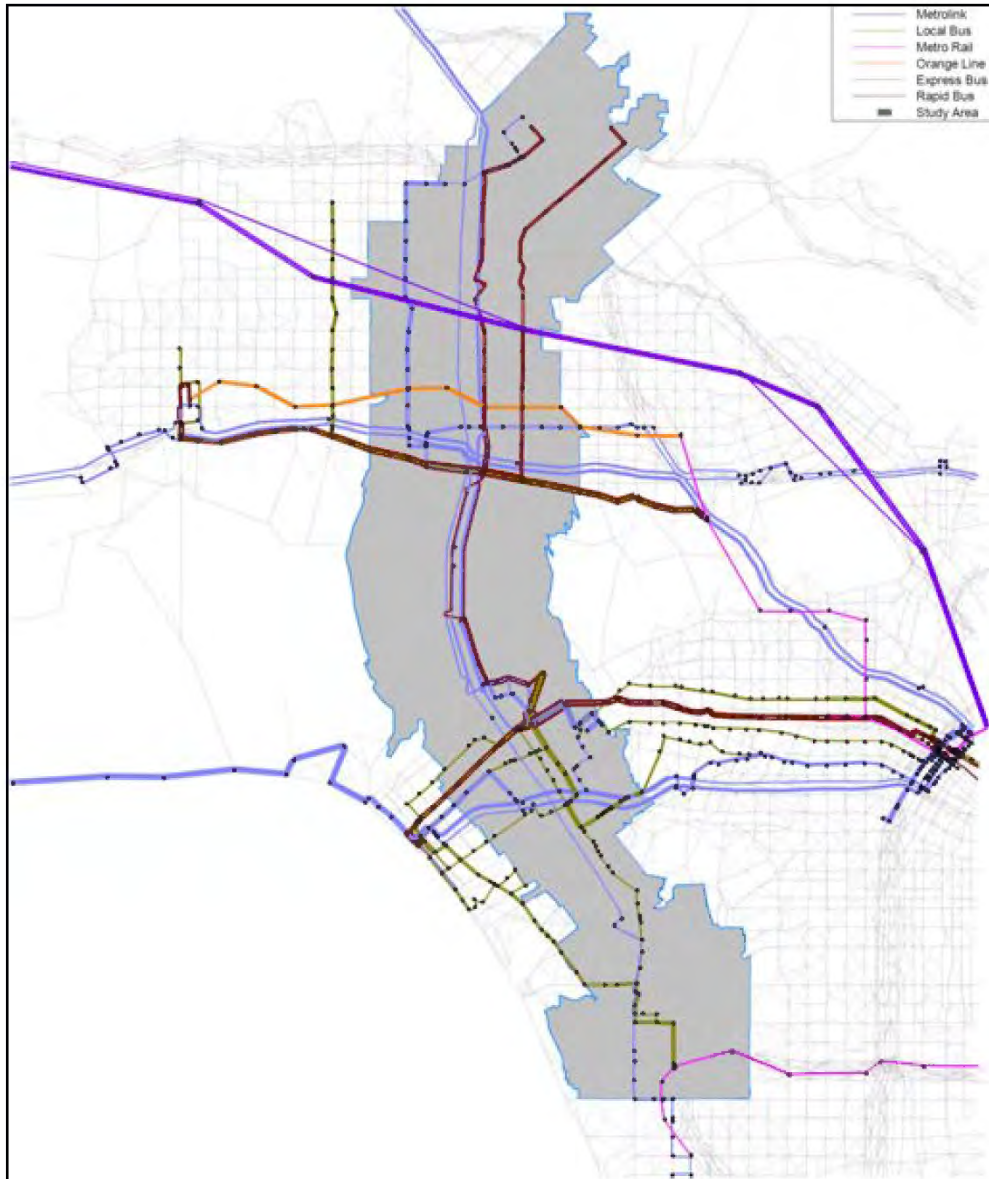 Metrolink
Local Bus
Metro Rail
Orange Line
Express Bus
Rapid Bus
Study Area